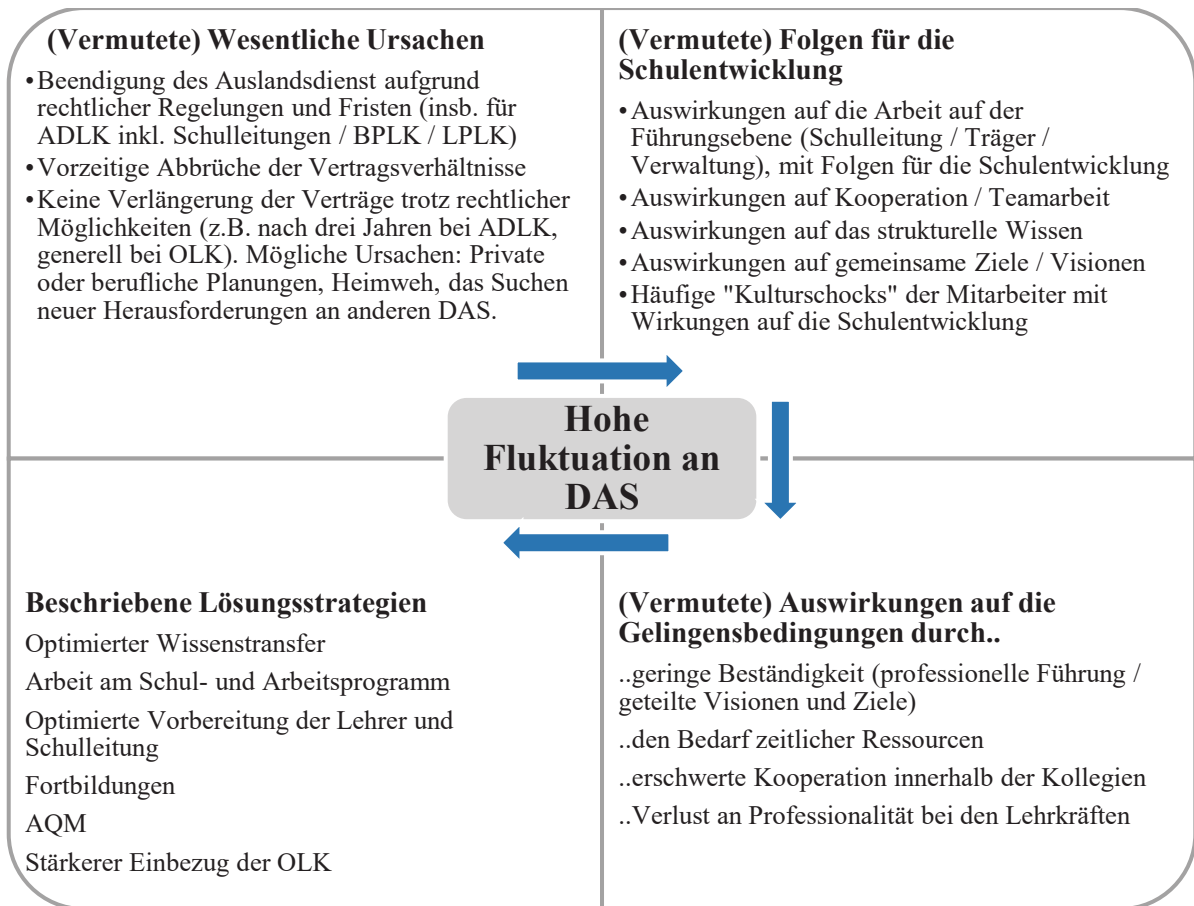 (Vermutete) Wesentliche Ursachen
•Beendigung des Auslandsdienst aufgrund
rechtlicher Regelungen und Fristen (insb. für
ADLK inkl. Schulleitungen / BPLK / LPLK)
•Vorzeitige Abbrüche der Vertragsverhältnisse
•Keine Verlängerung der Verträge trotz rechtlicher
Möglichkeiten (z.B. nach drei Jahren bei ADLK,
generell bei OLK). Mögliche Ursachen: Private
oder berufliche Planungen, Heimweh, das Suchen
neuer Herausforderungen an anderen DAS.
(Vermutete) Folgen für die
Schulentwicklung
•Auswirkungen auf die Arbeit auf der
Führungsebene (Schulleitung / Träger /
Verwaltung), mit Folgen für die Schulentwicklung
•Auswirkungen auf Kooperation / Teamarbeit
•Auswirkungen auf das strukturelle Wissen
•Auswirkungen auf gemeinsame Ziele / Visionen
•Häufige "Kulturschocks" der Mitarbeiter mit
Wirkungen auf die Schulentwicklung
Hohe
Fluktuation an
DAS
Beschriebene Lösungsstrategien
Optimierter Wissenstransfer
Arbeit am Schul- und Arbeitsprogramm
Optimierte Vorbereitung der Lehrer und
Schulleitung
Fortbildungen
AQM
Stärkerer Einbezug der OLK
(Vermutete) Auswirkungen auf die
Gelingensbedingungen durch..
..geringe Beständigkeit (professionelle Führung /
geteilte Visionen und Ziele)
..den Bedarf zeitlicher Ressourcen
..erschwerte Kooperation innerhalb der Kollegien
..Verlust an Professionalität bei den Lehrkräften